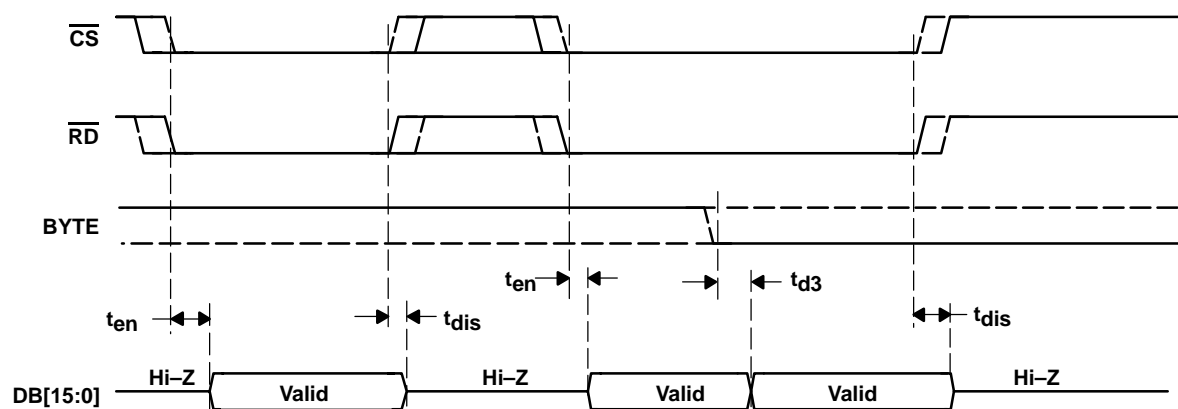 CS
RD
BYTE
ten
td3
ten
tdis
tdis
Hi–Z
Hi–Z
Hi–Z
DB[15:0]
Valid
Valid
Valid